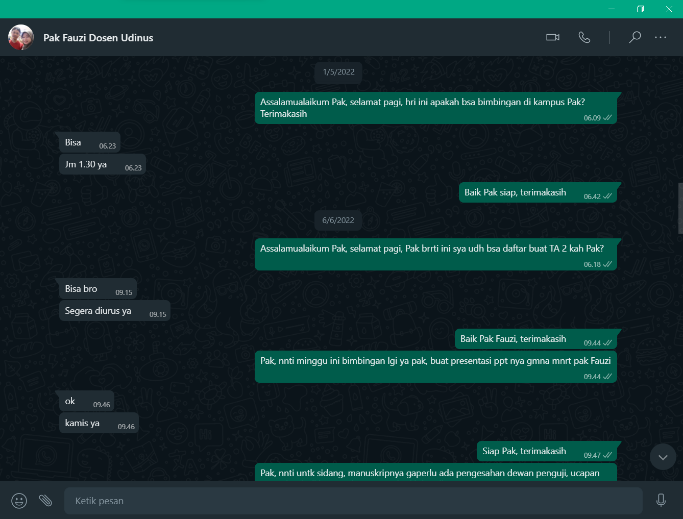 Pak Fauzi Dosen Udinus
1/5/2022
Assalamualaikum Pak, selamat pagi, hri ini apakah bsa bimbingan di kampus Pak?
Terimakasih
06.09
Bisa
06.23
Jm 1.30 ya
06.23
Baik Pak siap, terimakasih
06.42
6/6/2022
Assalamualaikum Pak, selamat pagi, Pak brrti ini sya udh bsa daftar buat TA 2 kah Pak?
06.18
Bisa bro
09.15
Segera diurus ya
09.15
Baik Pak Fauzi, terimakasih
09.44
Pak, nnti minggu ini bimbingan lgi ya pak, buat presentasi ppt nya gmna mnrt pak Fauzi
09.44
ok
09.46
kamis ya
09.46
Siap Pak, terimakasih
09.47
Pak, nnti untk sidang, manuskripnya gaperlu ada pengesahan dewan penguji, ucapan
Ketik pesan